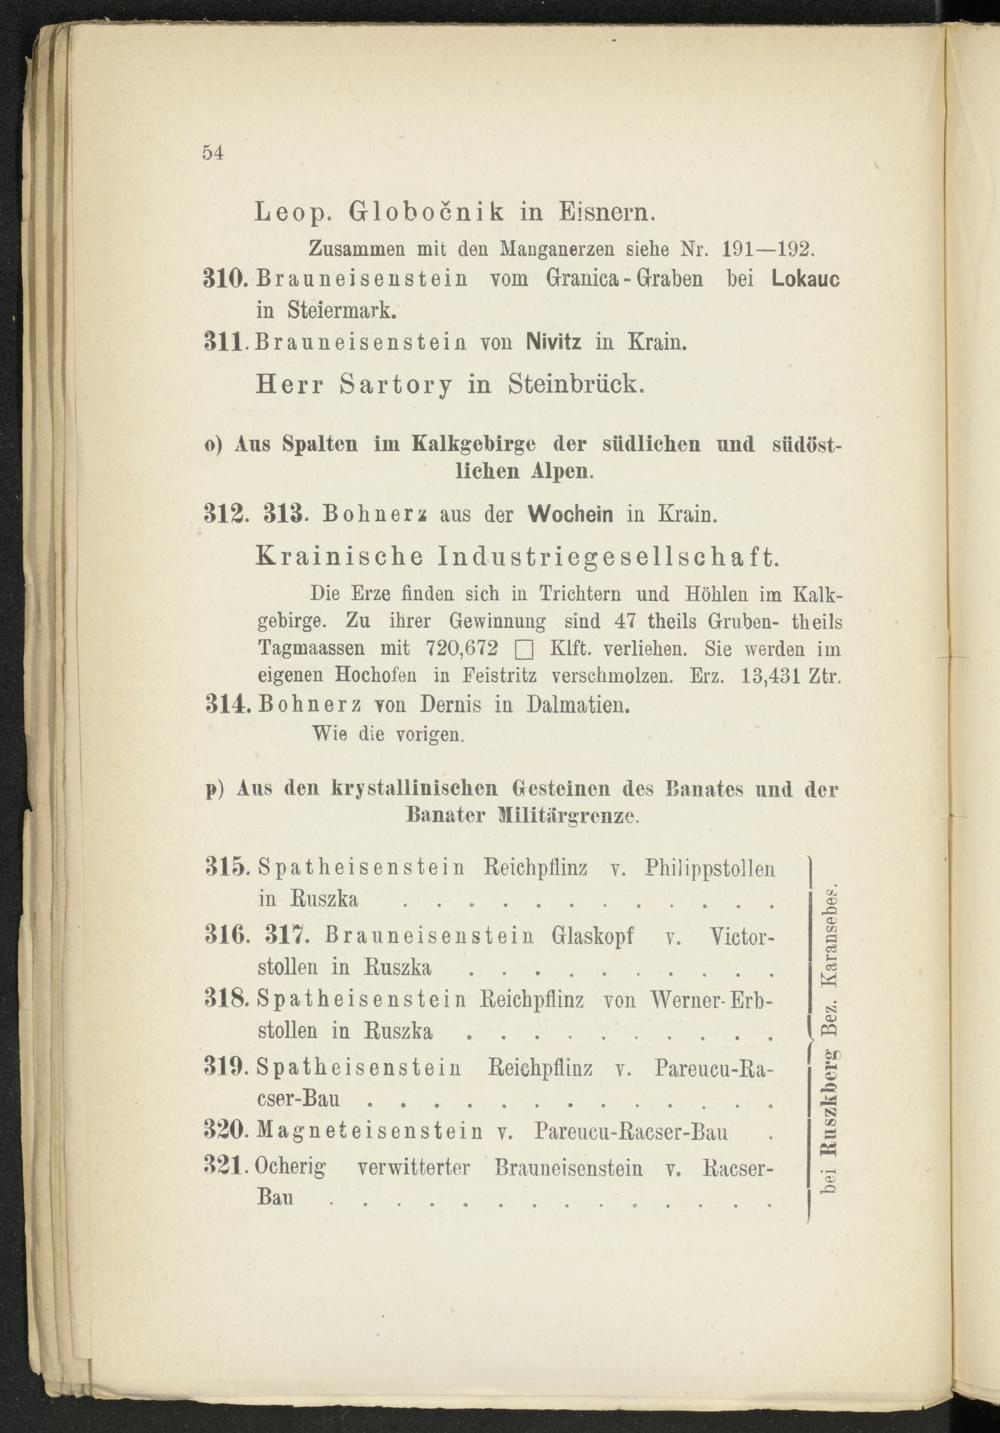 54
Leop. Globočnik in Eisnern.
Zusammen mit den Manganerzen siehe Nr. 191—192.
310. Brauneisenstein vom Granica-Graben bei Lokauc
in Steiermark.
311. Brauneisenstein von Nivitz in Krain.
Herr Sartory in Steinbrück.
o) Aus Spalten im Kalkgebirge der südlichen und südöst-
lichen Alpen.
312. 313. Bohnerz aus der Wochein in Krain.
Krainische Industriegesellschaft.
Die Erze finden sich in Trichtern und Höhlen im Kalk-
gebirge. Zu ihrer Gewinnung sind 47 theils Gruben- theils
Tagmaassen mit 720,672 □ Klft. verliehen. Sie werden im
eigenen Hochofen in Feistritz verschmolzen. Erz. 13,431 Ztr.
314. Bohnerz von Dernis in Dalmatien.
Wie die vorigen.
p) Aus den krystallinischen Gesteinen des Banates und der
Banater Militärgrenze.
315. Spatheisenstein Reichpflinz v. Philippstollen
in Ruszka . . . . . . . . . . . .
316. 317. Brauneisenstein Glaskopf v. Victor-
stollen in Ruszka . . . . . . . . . .
318. Spatheisenstein Reichpflinz von Werner-Erb-
stollen in Ruszka . . . . . . . . . .
319. Spatheisenstein Reichpflinz v. Pareucu-Ra-
cser-Bau . . . . . . . . . . . . .
320. Magneteisenstein v. Pareucu-Racser-Bau .
321. Ocherig verwitterter Brauneisenstein v. Racser-
Bau . . . . . . . . . . . . . .
bei Ruszkberg Bez. Karansebes.